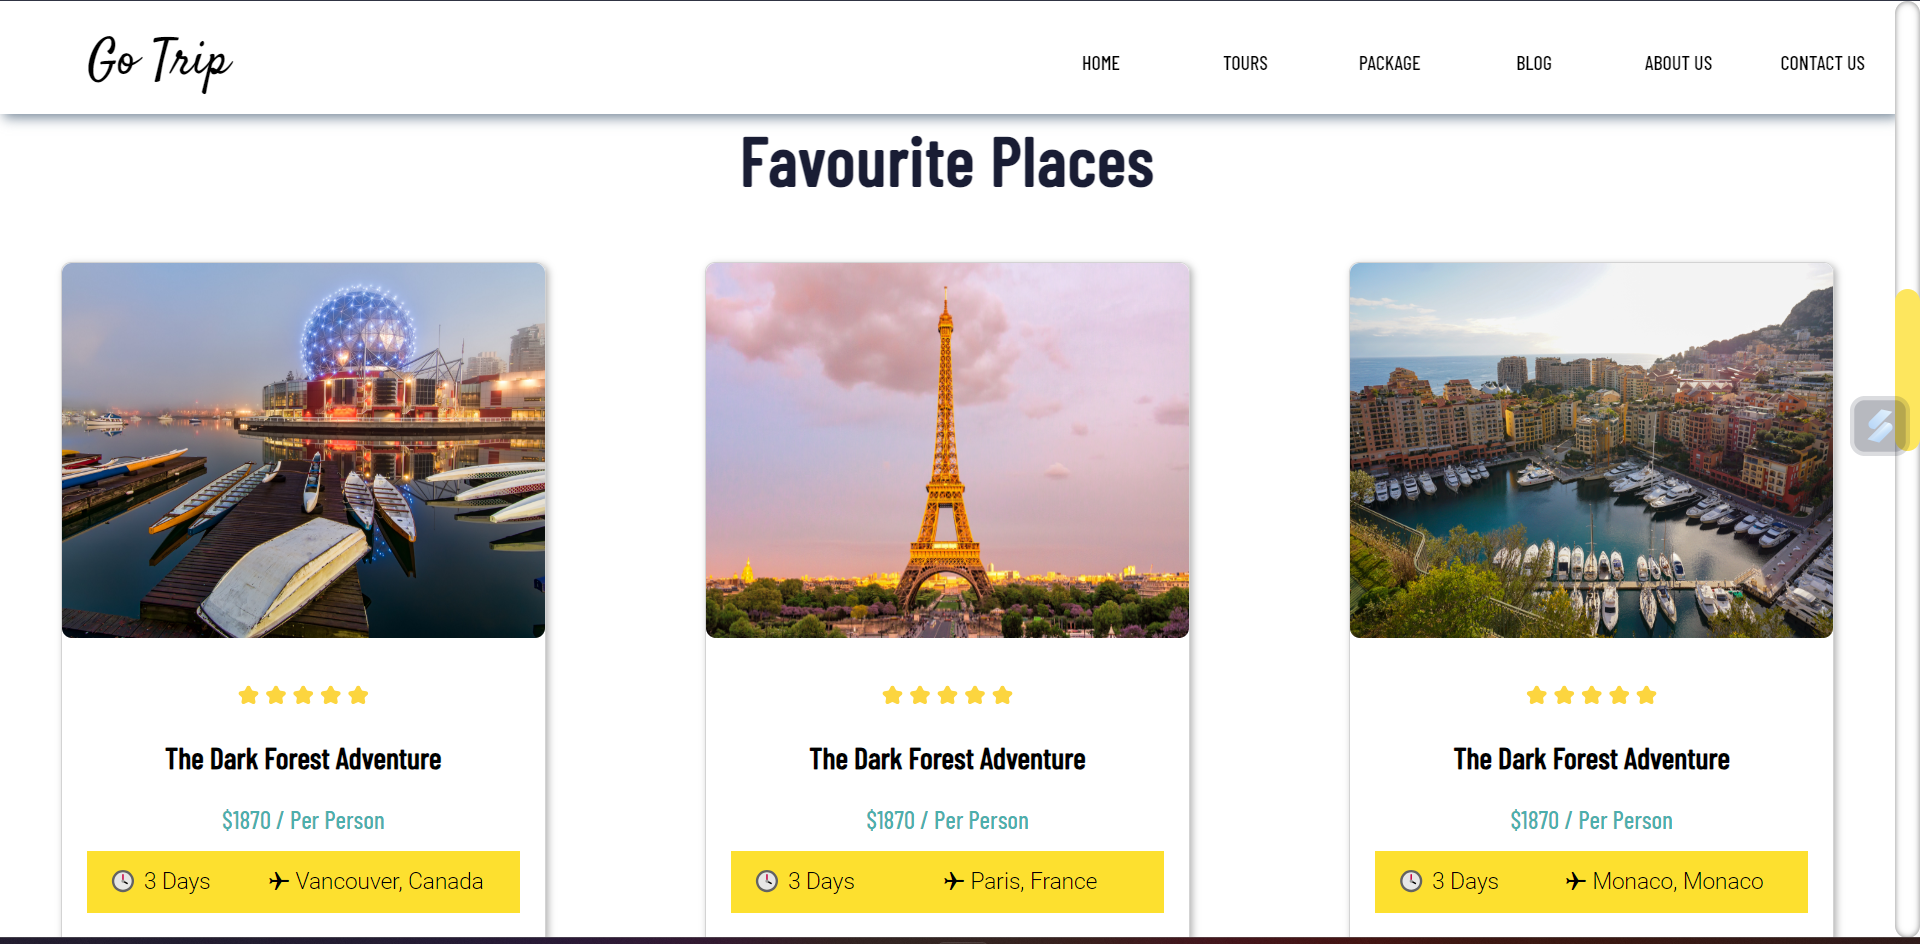 Go Trip
HOME TOURS PACKAGE BLOG ABOUT US CONTACT US
Favourite Places
The Dark Forest Adventure
$1870 / Per Person
3 Days Vancouver, Canada
The Dark Forest Adventure
$1870 / Per Person
3 Days Paris, France
The Dark Forest Adventure
$1870 / Per Person
3 Days Monaco, Monaco